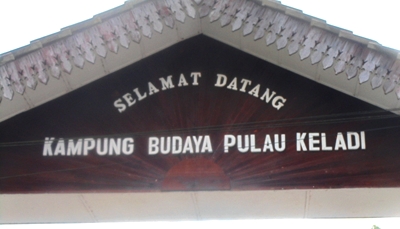 SELAMAT DATANG
KAMPUNG BUDAYA PULAU KELADI